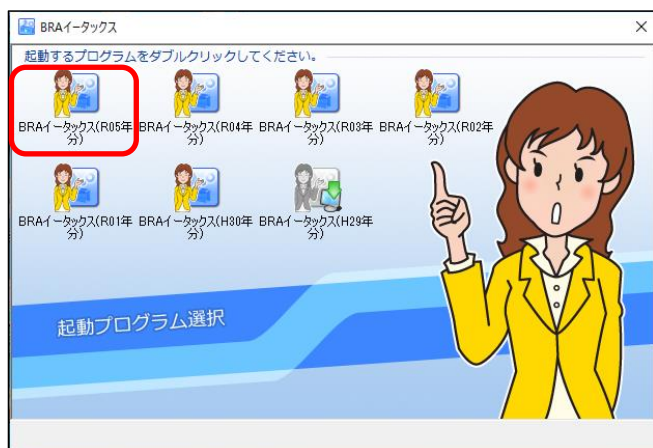 BRAイータックス
起動するプログラムをダブルクリックしてください。
BRAイータックス(R05年分)
BRAイータックス(R04年分)
BRAイータックス(R03年分)
BRAイータックス(R02年分)
BRAイータックス(R01年分)
BRAイータックス(H30年分)
BRAイータックス(H29年分)
起動プログラム選択